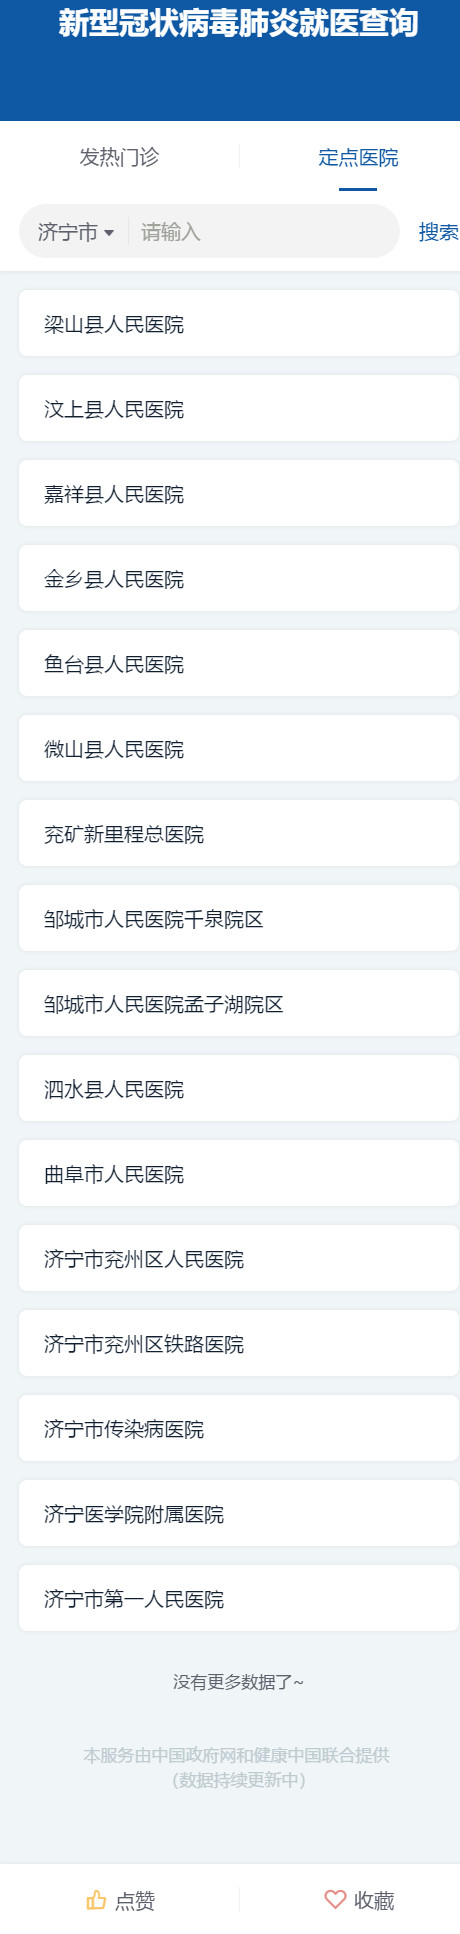 新型冠状病毒肺炎就医查询
发热门诊
定点医院
济宁市 请输入 搜索
梁山县人民医院
汶上县人民医院
嘉祥县人民医院
金乡县人民医院
鱼台县人民医院
微山县人民医院
兖矿新里程总医院
邹城市人民医院千泉院区
邹城市人民医院孟子湖院区
泗水县人民医院
曲阜市人民医院
济宁市兖州区人民医院
济宁市兖州区铁路医院
济宁市传染病医院
济宁医学院附属医院
济宁市第一人民医院
没有更多数据了~
本服务由中国政府网和健康中国联合提供
（数据持续更新中）
点赞
收藏